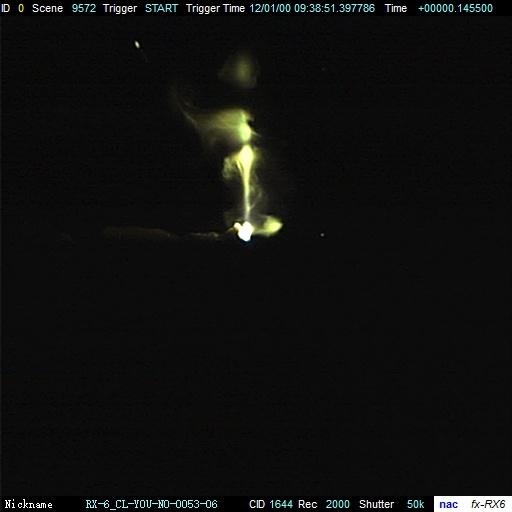 ID 0 Scene 9572 Trigger START Trigger Time 12/01/00 09:38:51.397786 Time +00000.145500
Nickname RX-6_CL-YOU-NO-0053-06 CID 1644 Rec 2000 Shutter 50k nac fx-RX6